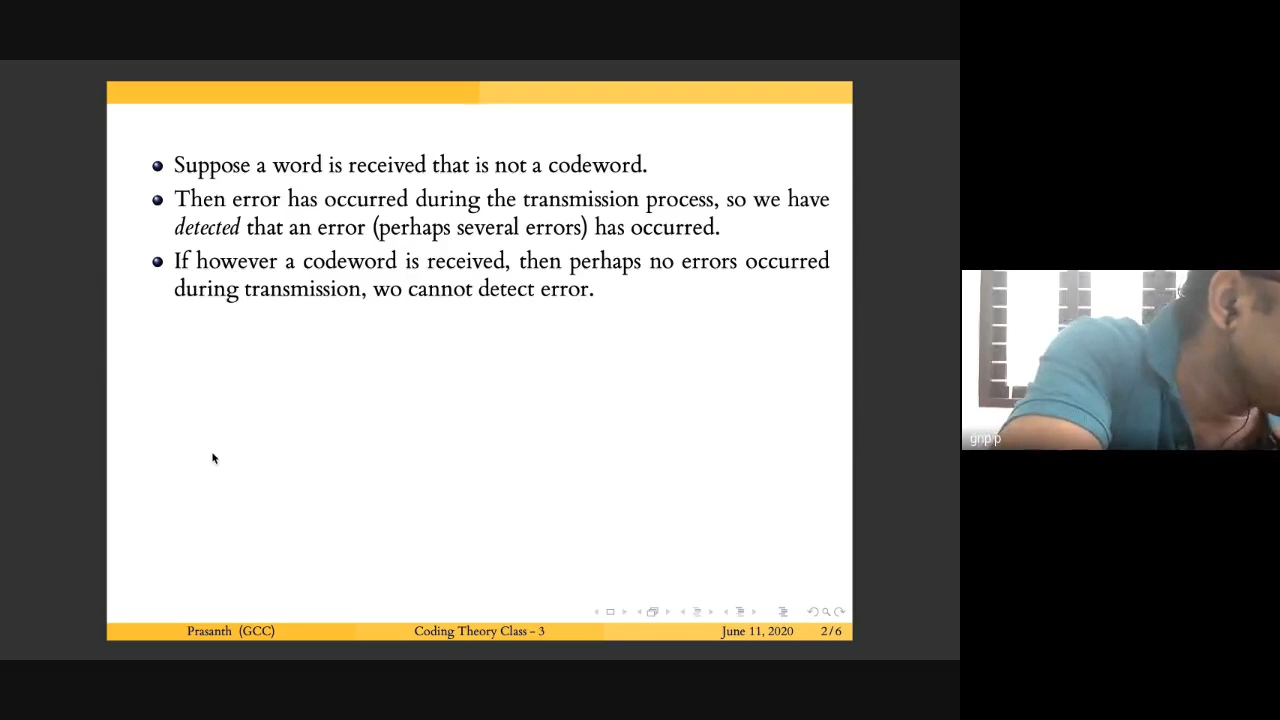 Suppose a word is received that is not a codeword.
Then error has occurred during the transmission process, so we have
detected that an error (perhaps several errors) has occurred.
If however a codeword is received, then perhaps no errors occurred
during transmission, wo cannot detect error.
Prasanth (GCC) Coding Theory Class – 3 June 11, 2020 2/6